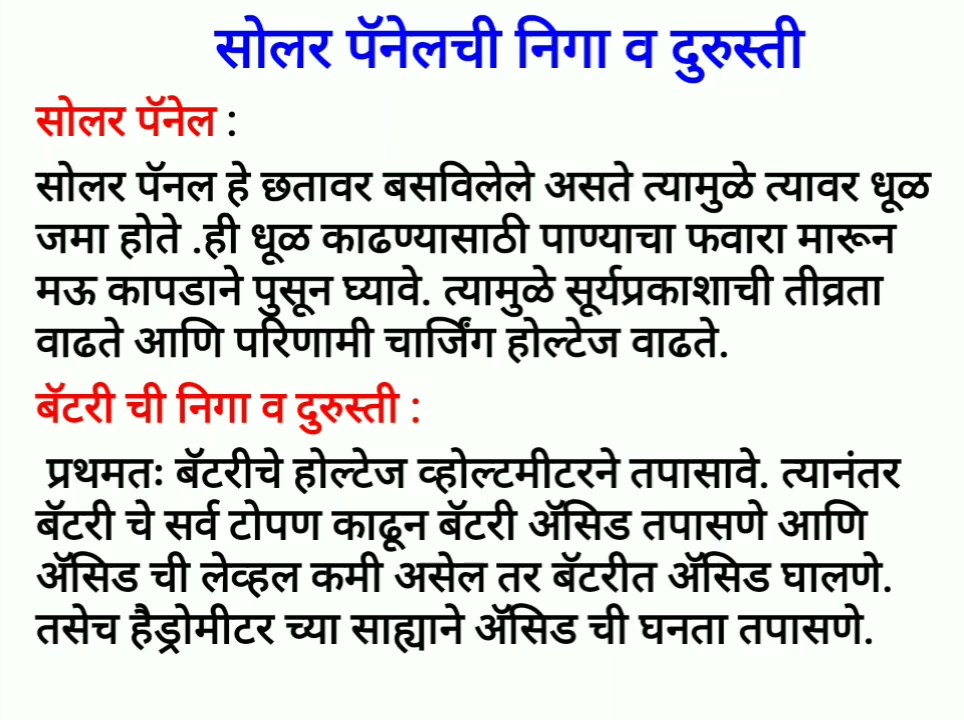 सोलर पॅनेलची निगा व दुरुस्ती
सोलर पॅनेल :
सोलर पॅनल हे छतावर बसविलेले असते त्यामुळे त्यावर धूळ
जमा होते .ही धूळ काढण्यासाठी पाण्याचा फवारा मारून
मऊ कापडाने पुसून घ्यावे. त्यामुळे सूर्यप्रकाशाची तीव्रता
वाढते आणि परिणामी चार्जिंग होल्टेज वाढते.
बॅटरी ची निगा व दुरुस्ती :
प्रथमतः बॅटरीचे होल्टेज व्होल्टमीटरने तपासावे. त्यानंतर
बॅटरी चे सर्व टोपण काढून बॅटरी ॲसिड तपासणे आणि
ॲसिड ची लेव्हल कमी असेल तर बॅटरीत ॲसिड घालणे.
तसेच हैड्रोमीटर च्या साह्याने ॲसिड ची घनता तपासणे.